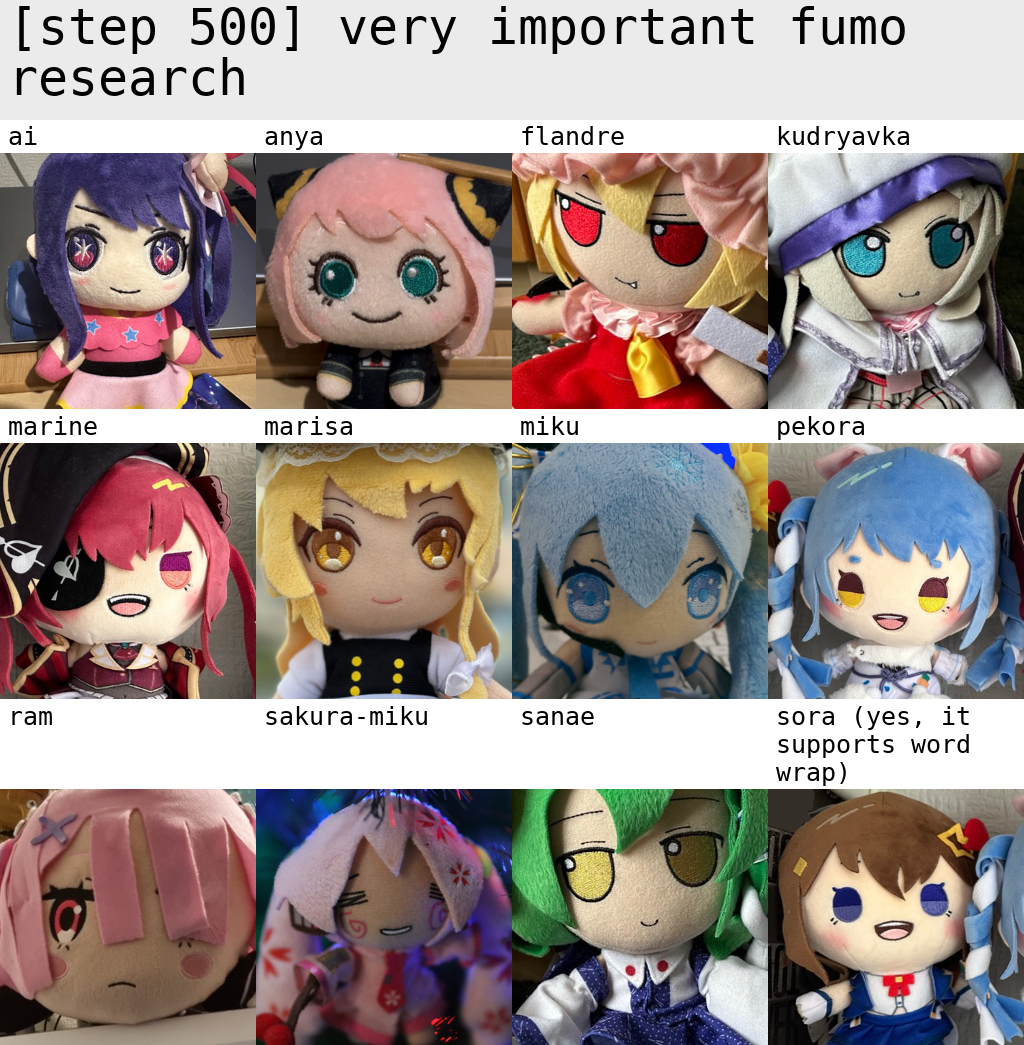 [step 500] very important fumo
research
ai
anya
flandre
kudryavka
marine
marisa
miku
pekora
ram
sakura-miku
sanae
sora (yes, it
supports word
wrap)